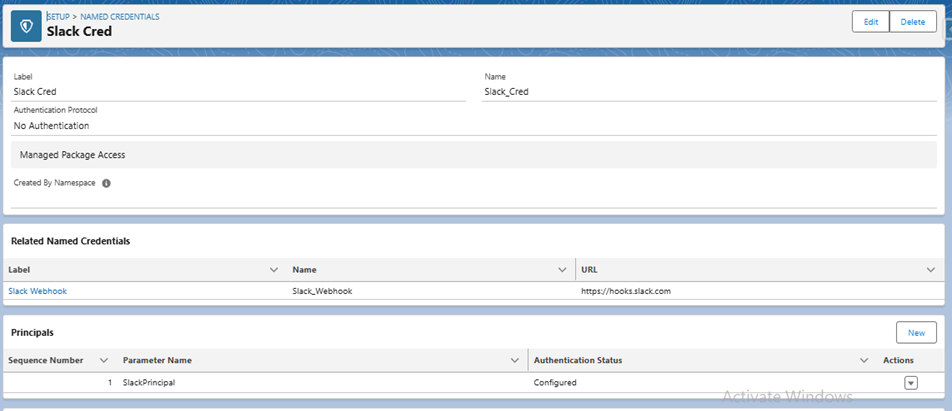 SETUP > NAMED CREDENTIALS
Slack Cred
Edit
Delete
Label
Name
Slack Cred
Slack_Cred
Authentication Protocol
No Authentication
Managed Package Access
Created By Namespace
Related Named Credentials
Label
Name
URL
Slack Webhook
Slack_Webhook
https://hooks.slack.com
Principals
New
Sequence Number
Parameter Name
Authentication Status
Actions
1
SlackPrincipal
Configured
Activate Windows